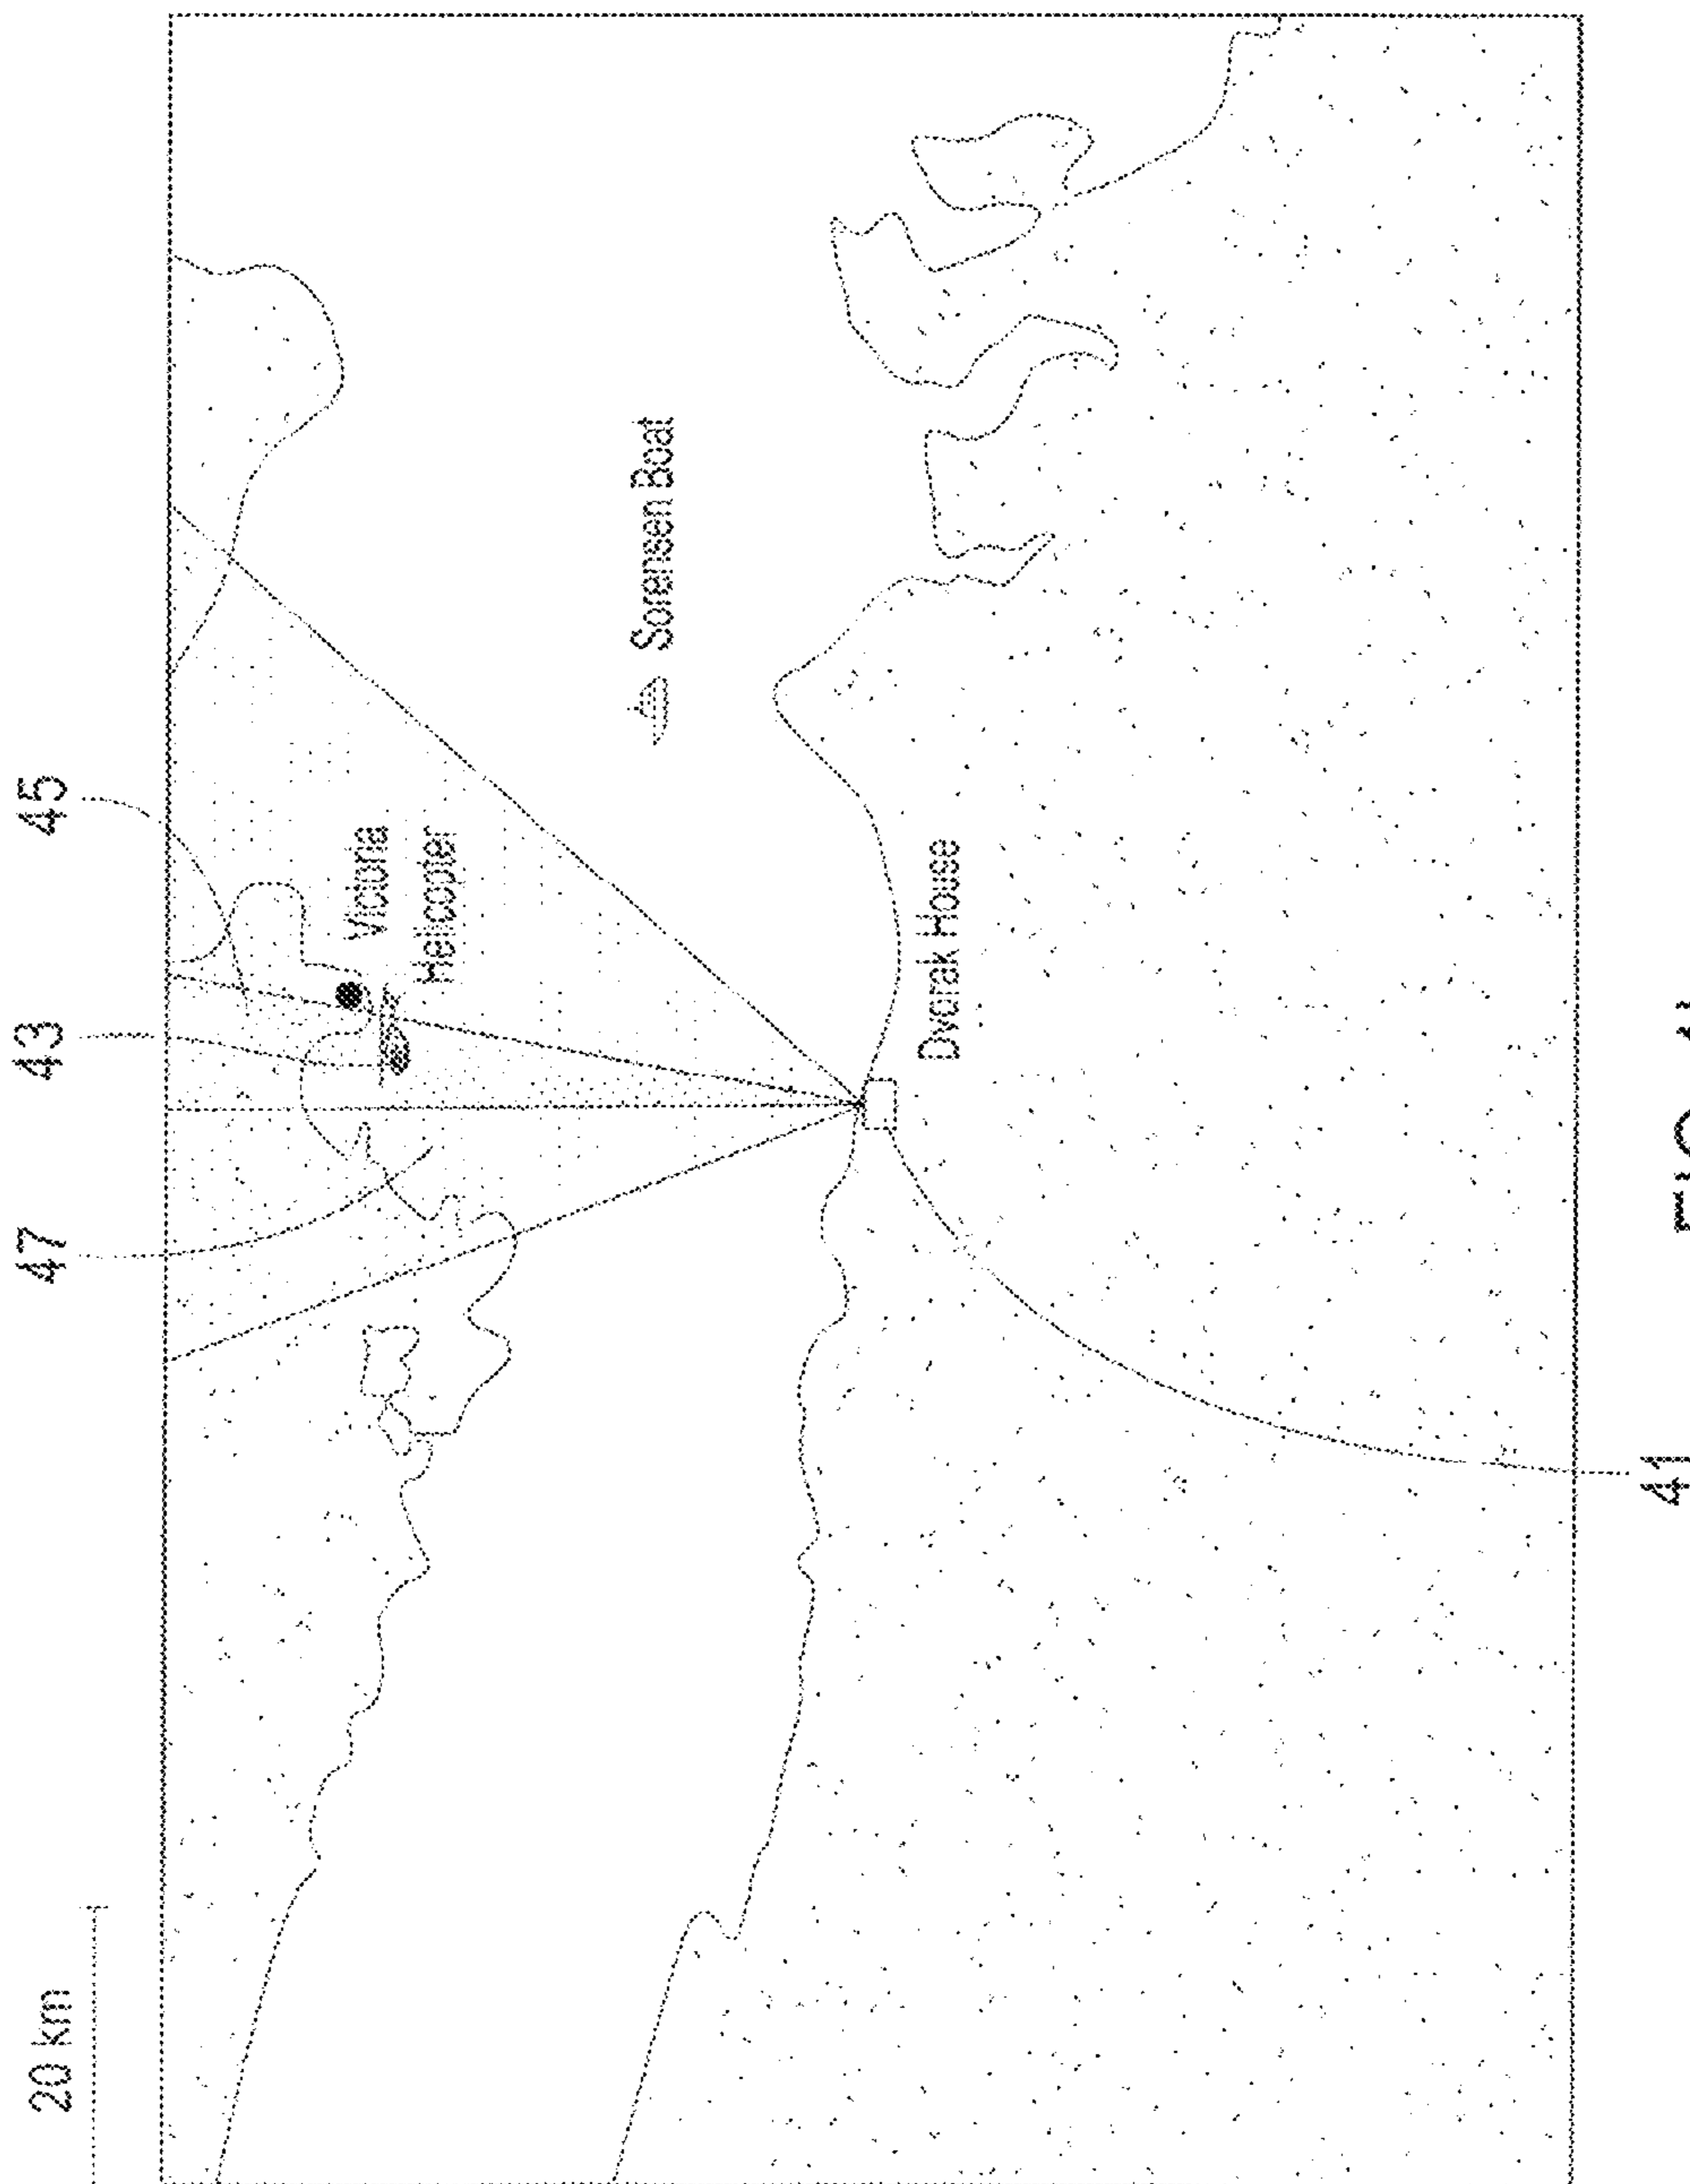 20 km
47
43
45
Victoria
Helicopter
Sorensen Boat
Dvorak House
41